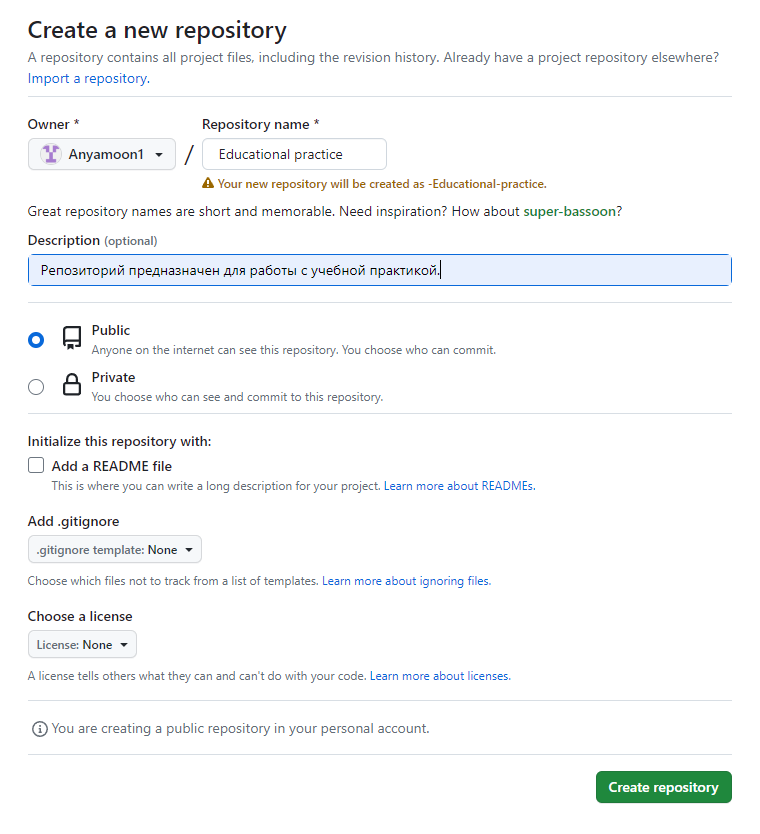 Create a new repository
A repository contains all project files, including the revision history. Already have a project repository elsewhere?
Import a repository.
Owner * Repository name *
Anyamoon1 / Educational practice
Your new repository will be created as -Educational-practice.
Great repository names are short and memorable. Need inspiration? How about super-bassoon?
Description (optional)
Репозиторий предназначен для работы с учебной практикой.
Public
Anyone on the internet can see this repository. You choose who can commit.
Private
You choose who can see and commit to this repository.
Initialize this repository with:
Add a README file
This is where you can write a long description for your project. Learn more about READMEs.
Add .gitignore
.gitignore template: None
Choose which files not to track from a list of templates. Learn more about ignoring files.
Choose a license
License: None
A license tells others what they can and can't do with your code. Learn more about licenses.
You are creating a public repository in your personal account.
Create repository